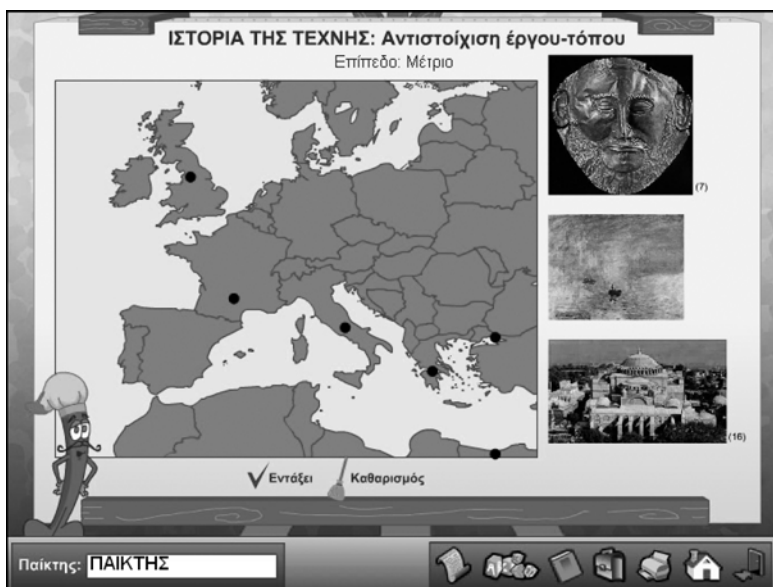 ΙΣΤΟΡΙΑ ΤΗΣ ΤΕΧΝΗΣ: Αντιστοίχιση έργου-τόπου
Επίπεδο: Μέτριο
(7)
(16)
Εντάξει
Καθαρισμός
Παίκτης: ΠΑΙΚΤΗΣ